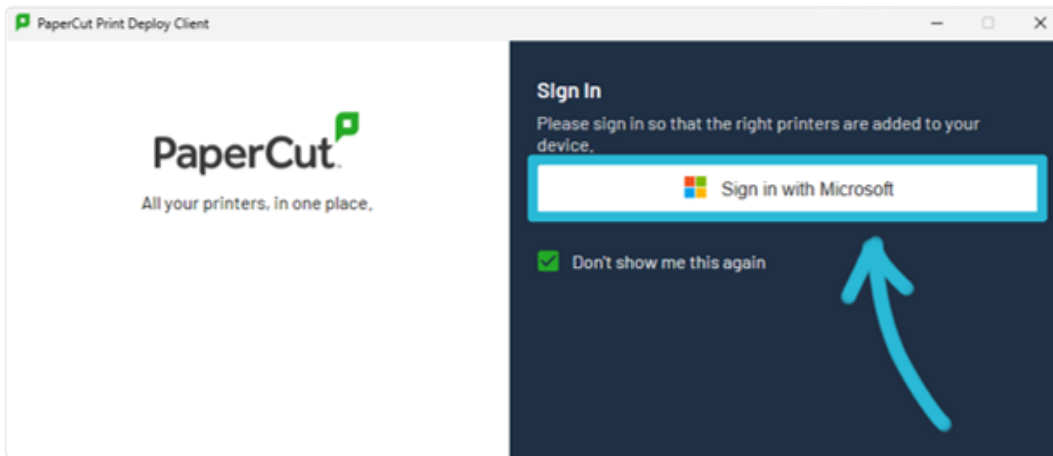 PaperCut Print Deploy Client
PaperCut
All your printers, in one place.
Sign In
Please sign in so that the right printers are added to your
device.
Sign in with Microsoft
Don't show me this again